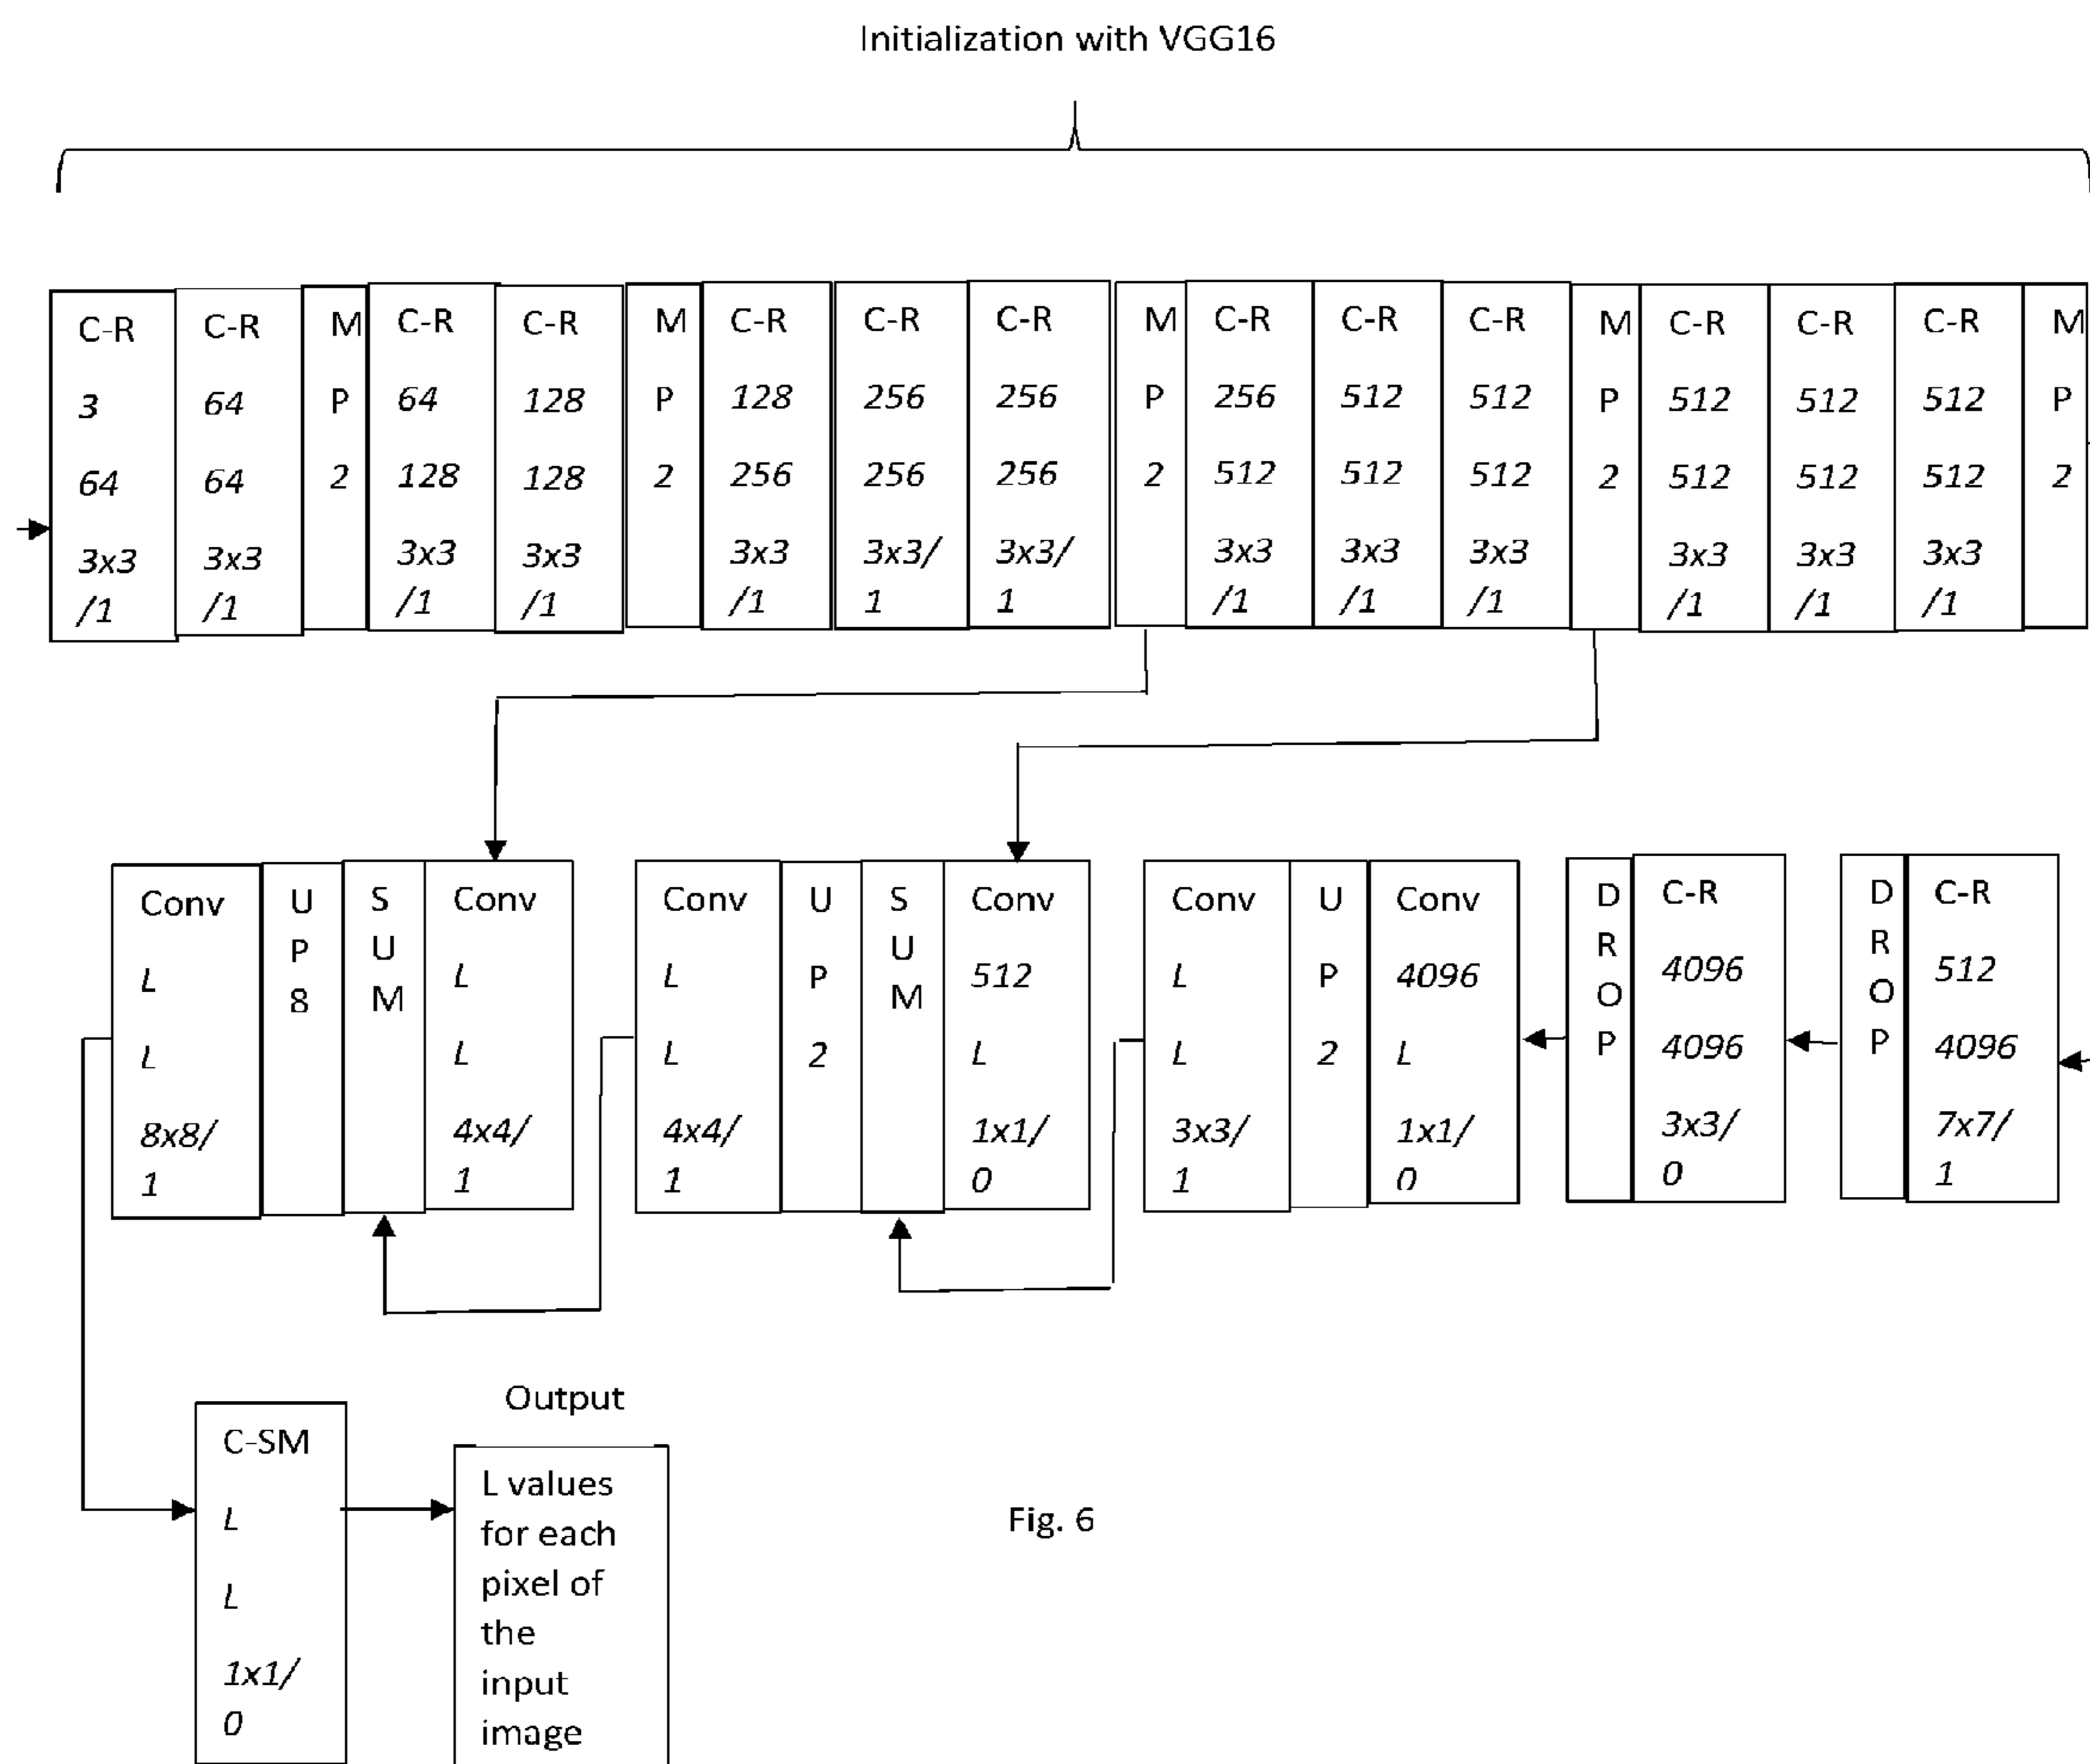 Initialization with VGG16
C-R
3
64
3x3
/1
C-R
64
64
3x3
/1
M
P
2
C-R
64
128
3x3
/1
C-R
128
128
3x3
/1
M
P
2
C-R
128
256
3x3
/1
C-R
256
256
3x3/
1
C-R
256
256
3x3/
1
M
P
2
C-R
256
512
3x3
/1
C-R
512
512
3x3
/1
C-R
512
512
3x3
/1
M
P
2
C-R
512
512
3x3
/1
C-R
512
512
3x3
/1
C-R
512
512
3x3
/1
M
P
2
Conv
L
L
8x8/
1
U
P
8
S
U
M
Conv
L
L
4x4/
1
Conv
L
L
4x4/
1
U
P
2
S
U
M
Conv
512
L
1x1/
0
Conv
L
L
3x3/
1
U
P
2
Conv
4096
L
1x1/
0
D
R
O
P
C-R
4096
4096
3x3/
0
D
R
O
P
C-R
512
4096
7x7/
1
C-SM
L
L
1x1/
0
Output
L values
for each
pixel of
the
input
image
Fig. 6